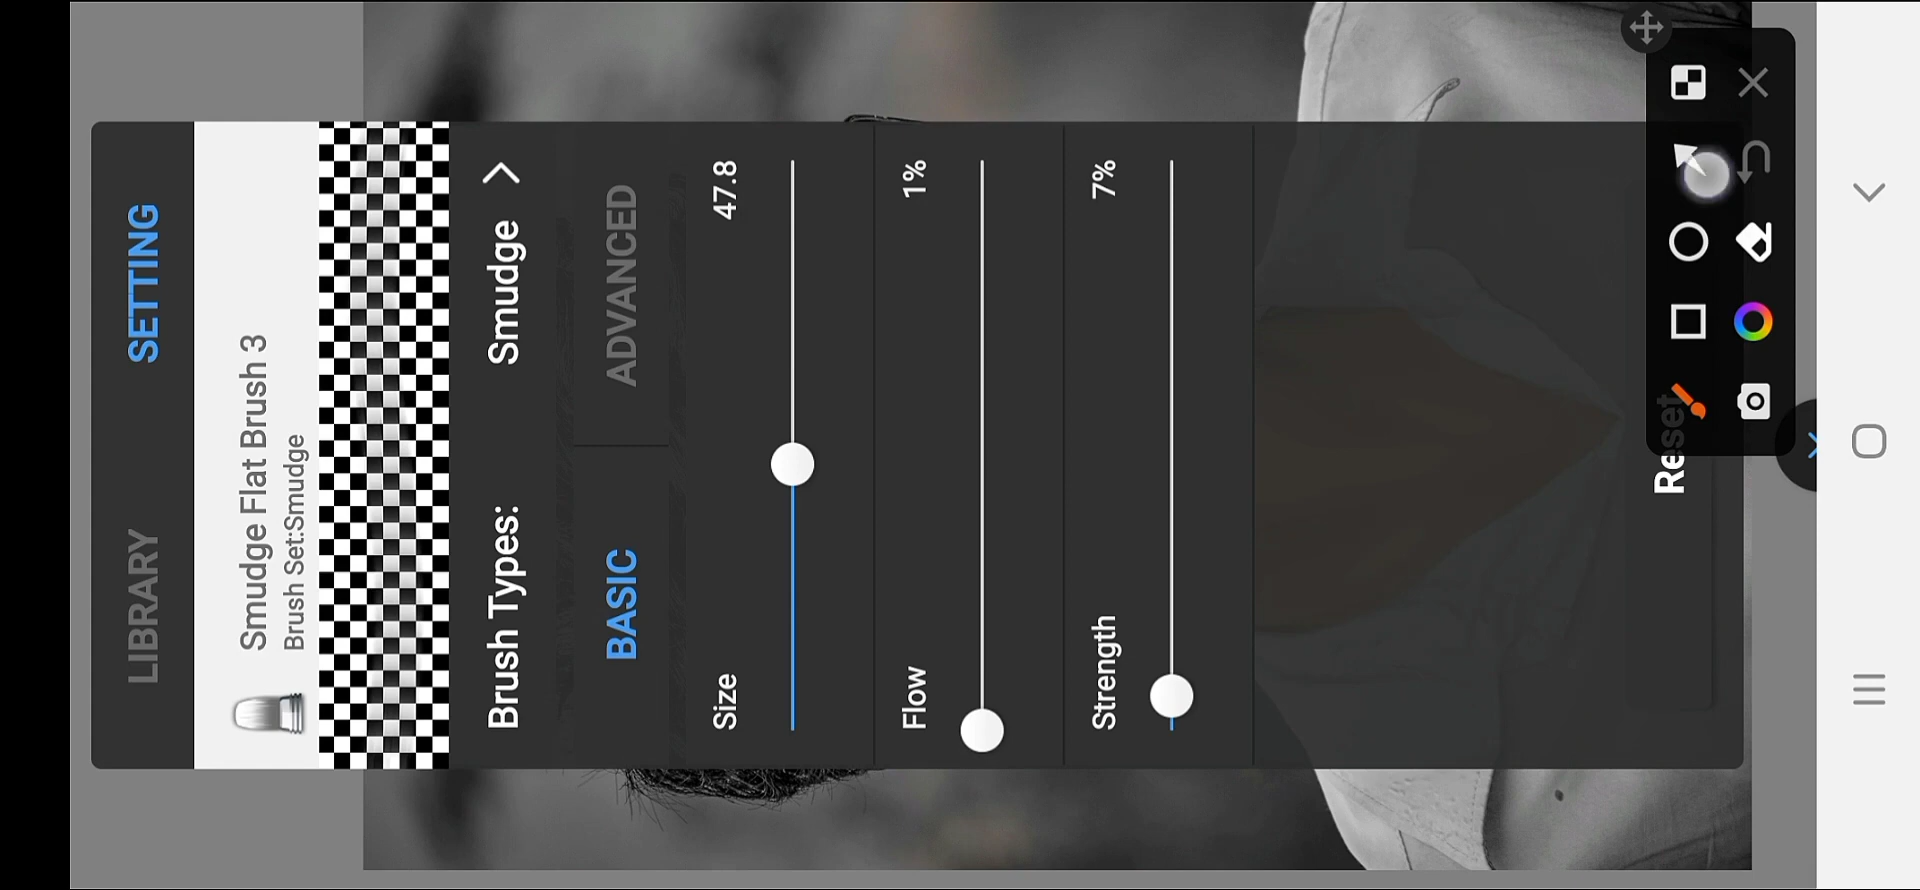 LIBRARY SETTING
Smudge Flat Brush 3
Brush Set:Smudge
Brush Types: Smudge
BASIC ADVANCED
Size 47.8
Flow 1%
Strength 7%
Reset